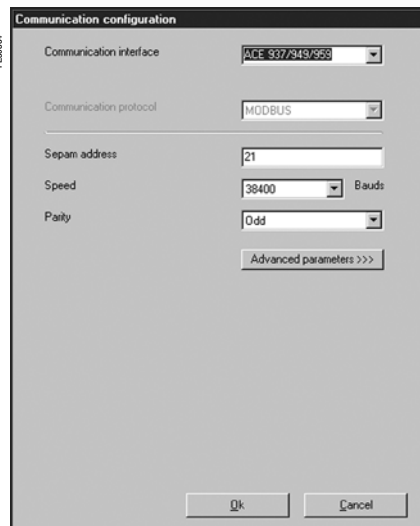 Communication configuration
Communication interface ACE 937/949/959
Communication protocol MODBUS
Sepam address 21
Speed 38400 Bauds
Parity Odd
Advanced parameters >>>
Ok Cancel